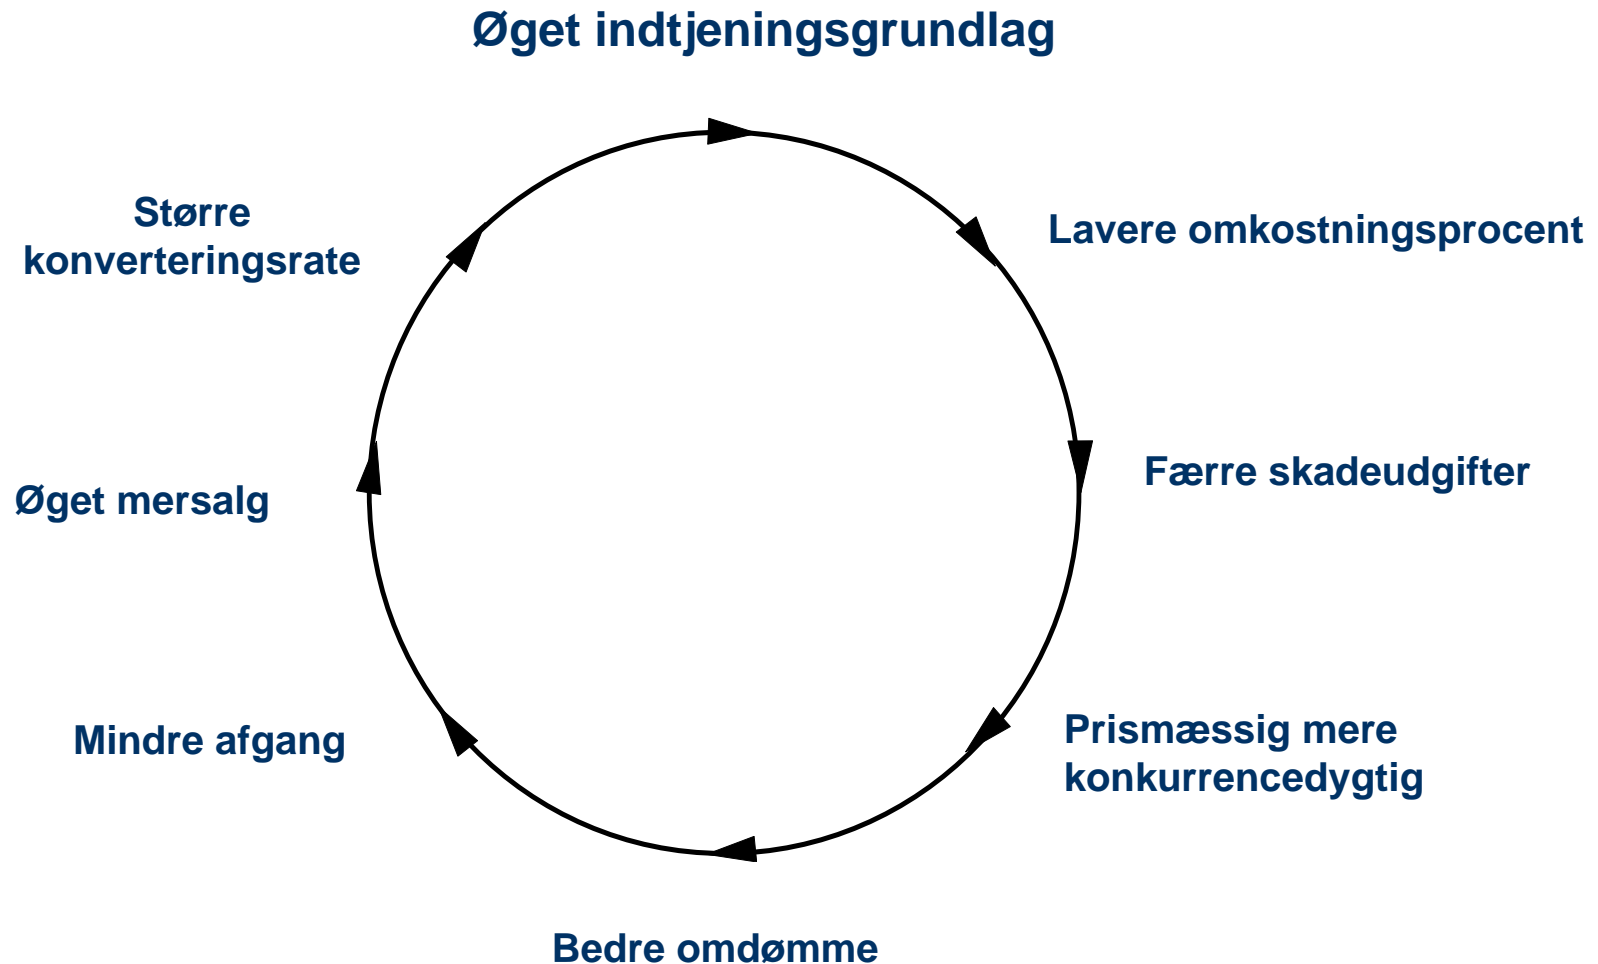 Øget indtjeningsgrundlag
Lavere omkostningsprocent
Færre skadeudgifter
Prismæssig mere
konkurrencedygtig
Bedre omdømme
Mindre afgang
Øget mersalg
Større
konverteringsrate